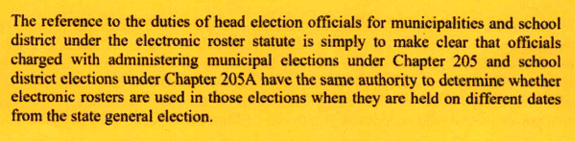 The reference to the duties of head election officials for municipalities and school
district under the electronic roster statute is simply to make clear that officials
charged with administering municipal elections under Chapter 205 and school
district elections under Chapter 205A have the same authority to determine whether
electronic rosters are used in those elections when they are held on different dates
from the state general election.